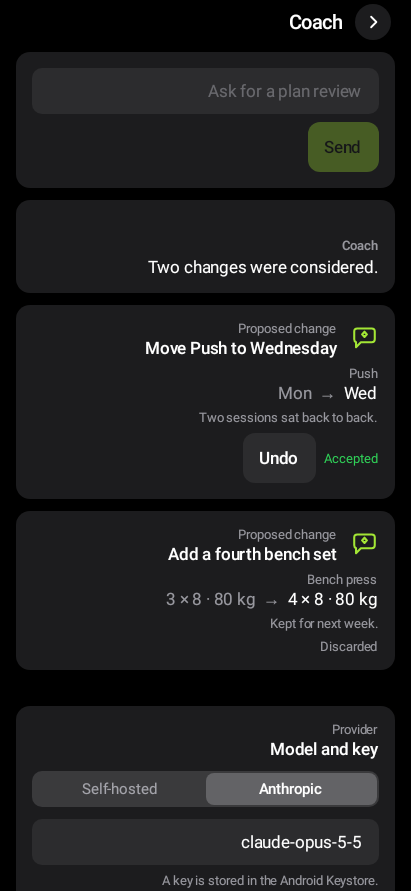 Coach
Ask for a plan review
Send
Coach
Two changes were considered.
Proposed change
Move Push to Wednesday
Push
Mon → Wed
Two sessions sat back to back.
Undo Accepted
Proposed change
Add a fourth bench set
Bench press
3 × 8 · 80 kg → 4 × 8 · 80 kg
Kept for next week.
Discarded
Provider
Model and key
Self-hosted Anthropic
claude-opus-5-5
A key is stored in the Android Keystore.